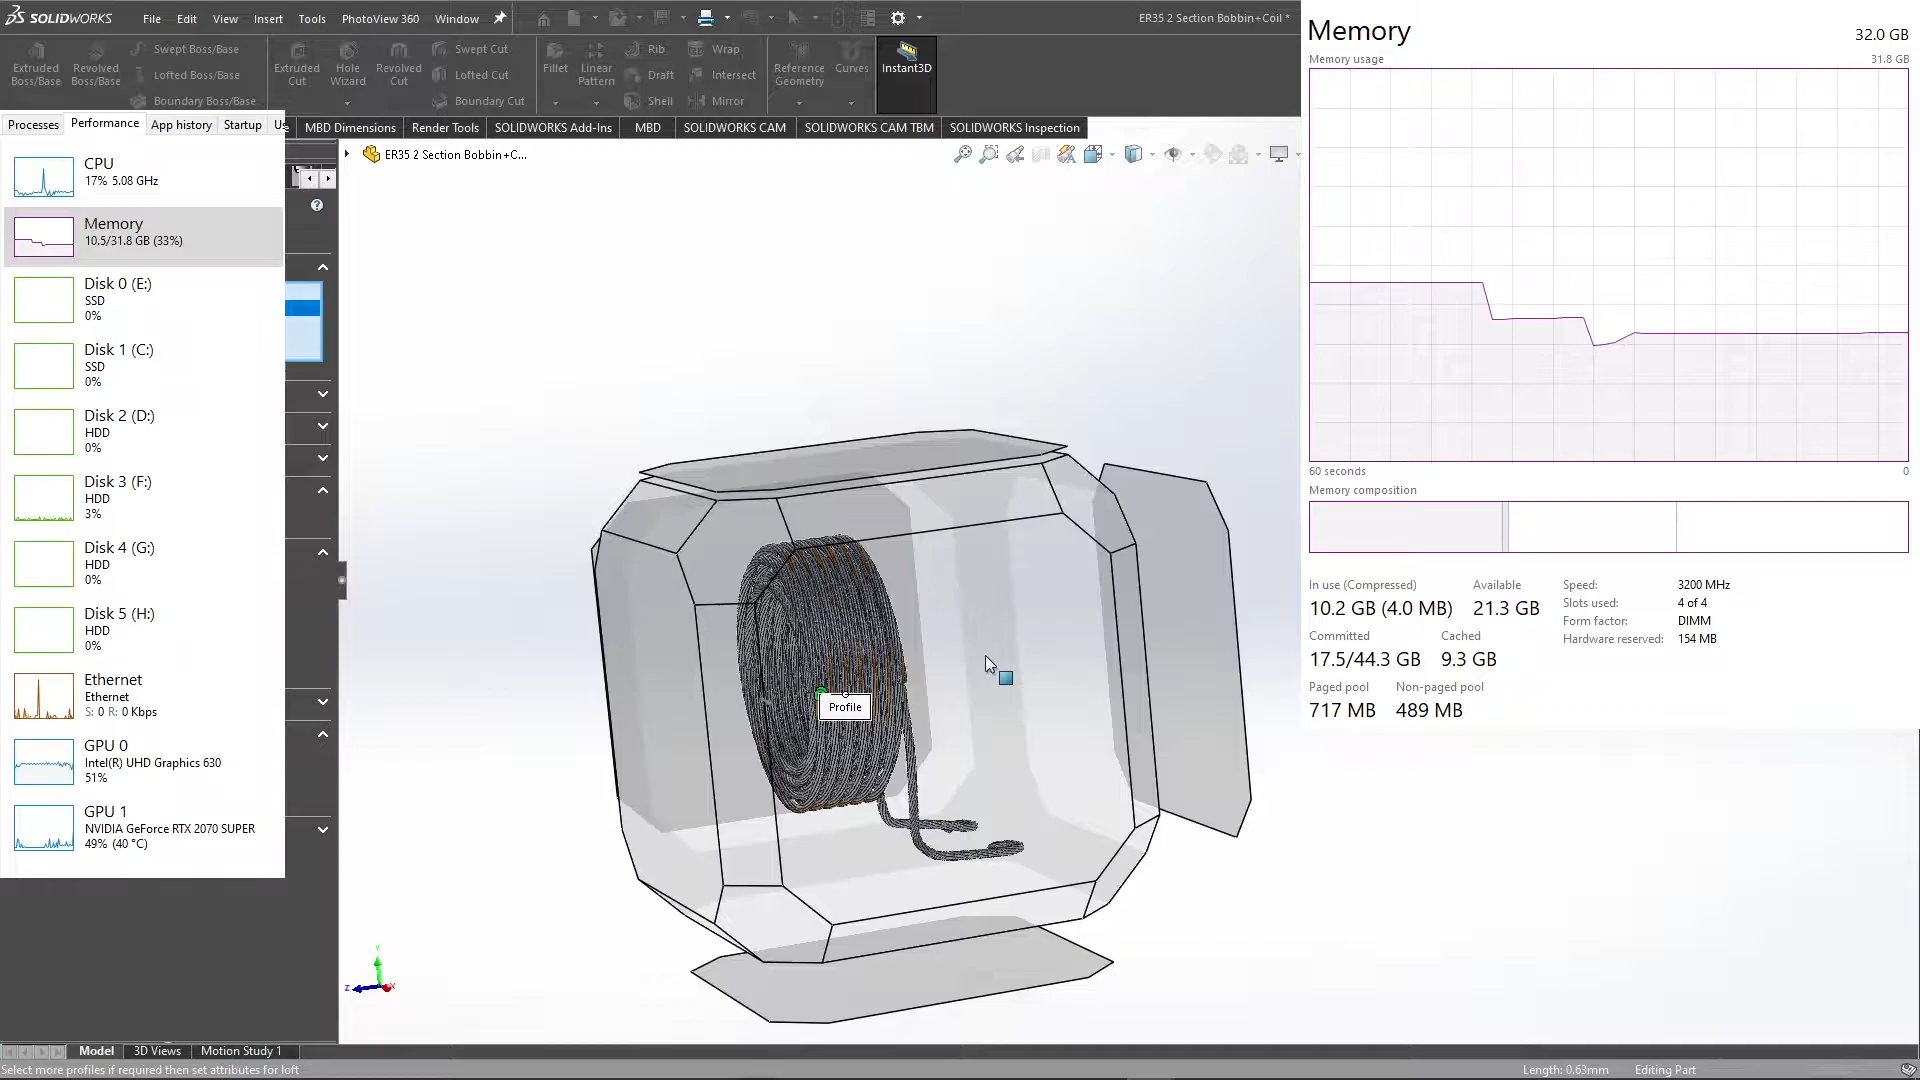 SOLIDWORKS File Edit View Insert Tools PhotoView 360 Window
ER35 2 Section Bobbin+Coil *
Extruded Boss/Base
Revolved Boss/Base
Swept Boss/Base
Lofted Boss/Base
Boundary Boss/Base
Extruded Cut
Hole Wizard
Revolved Cut
Swept Cut
Lofted Cut
Boundary Cut
Fillet
Linear Pattern
Rib
Draft
Shell
Wrap
Intersect
Mirror
Reference Geometry
Curves
Instant3D
MBD Dimensions Render Tools SOLIDWORKS Add-Ins MBD SOLIDWORKS CAM SOLIDWORKS CAM TBM SOLIDWORKS Inspection
Processes Performance App history Startup
ER35 2 Section Bobbin+C...
CPU
17% 5.08 GHz
Memory
10.5/31.8 GB (33%)
Disk 0 (E:)
SSD
0%
Disk 1 (C:)
SSD
0%
Disk 2 (D:)
HDD
0%
Disk 3 (F:)
HDD
3%
Disk 4 (G:)
HDD
0%
Disk 5 (H:)
HDD
0%
Ethernet
Ethernet
S: 0 R: 0 Kbps
GPU 0
Intel(R) UHD Graphics 630
51%
GPU 1
NVIDIA GeForce RTX 2070 SUPER
49% (40 °C)
Profile
Y
Z
X
Memory 32.0 GB
Memory usage 31.8 GB
60 seconds 0
Memory composition
In use (Compressed) Available
10.2 GB (4.0 MB) 21.3 GB
Committed Cached
17.5/44.3 GB 9.3 GB
Paged pool Non-paged pool
717 MB 489 MB
Speed: 3200 MHz
Slots used: 4 of 4
Form factor: DIMM
Hardware reserved: 154 MB
Model 3D Views Motion Study 1
Select more profiles if required then set attributes for loft
Length: 0.63mm Editing Part